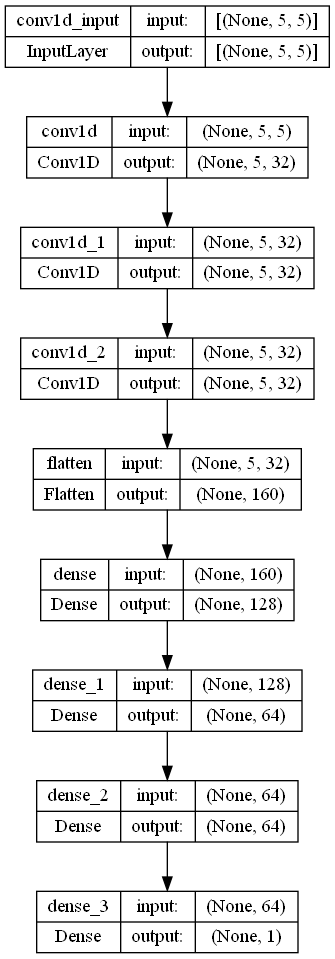 conv1d_input input: [(None, 5, 5)]
InputLayer output: [(None, 5, 5)]
conv1d input: (None, 5, 5)
Conv1D output: (None, 5, 32)
conv1d_1 input: (None, 5, 32)
Conv1D output: (None, 5, 32)
conv1d_2 input: (None, 5, 32)
Conv1D output: (None, 5, 32)
flatten input: (None, 5, 32)
Flatten output: (None, 160)
dense input: (None, 160)
Dense output: (None, 128)
dense_1 input: (None, 128)
Dense output: (None, 64)
dense_2 input: (None, 64)
Dense output: (None, 64)
dense_3 input: (None, 64)
Dense output: (None, 1)